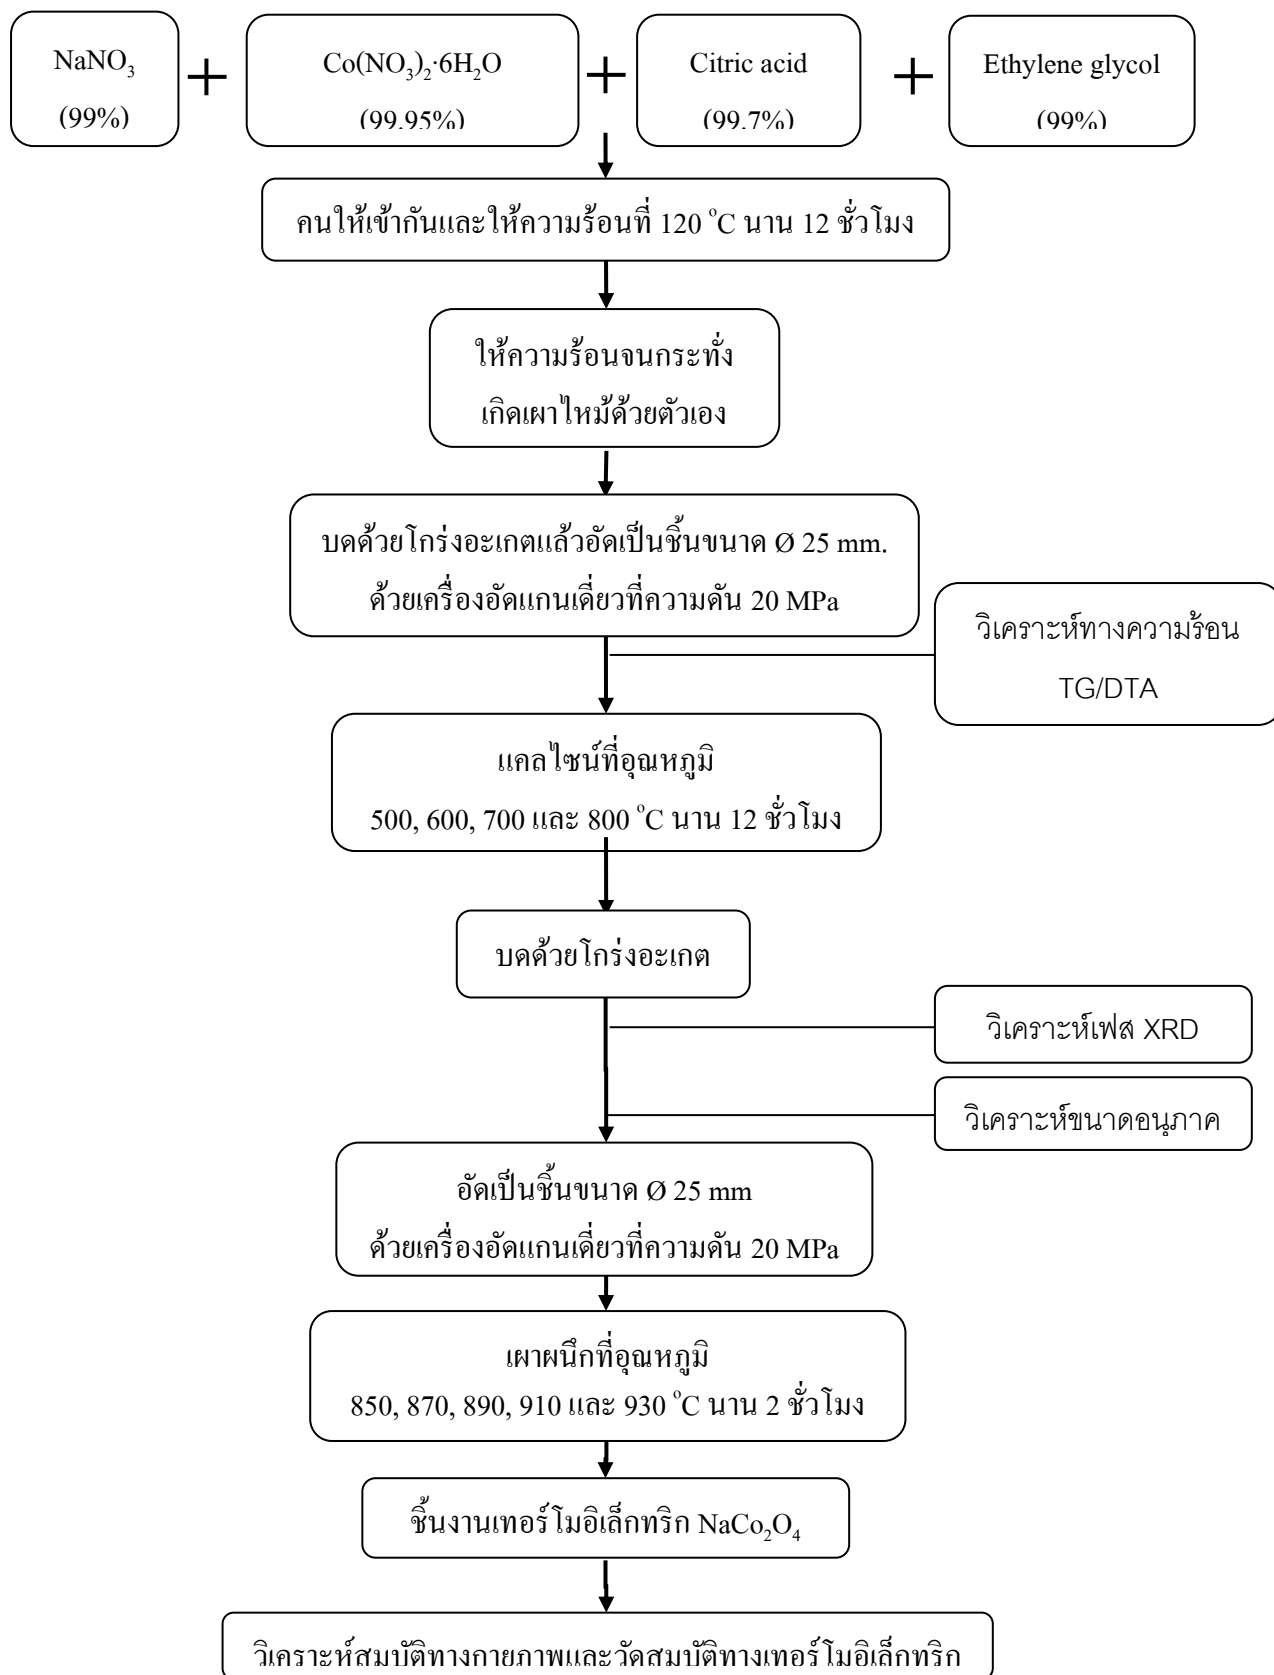 NaNO₃ + Co(NO₃)₂·6H₂O + Citric acid + Ethylene glycol
(99%) (99.95%) (99.7%) (99%)
คนให้เข้ากันและให้ความร้อนที่ 120 °C นาน 12 ชั่วโมง
ให้ความร้อนจนกระทั่ง
เกิดเผาไหม้ด้วยตัวเอง
บดด้วยโกร่งอะเกตแล้วอัดเป็นชิ้นขนาด Ø 25 mm.
ด้วยเครื่องอัดแกนเดี่ยวที่ความดัน 20 MPa
วิเคราะห์ทางความร้อน
TG/DTA
แคลไซน์ที่อุณหภูมิ
500, 600, 700 และ 800 °C นาน 12 ชั่วโมง
บดด้วยโกร่งอะเกต
วิเคราะห์เฟส XRD
วิเคราะห์ขนาดอนุภาค
อัดเป็นชิ้นขนาด Ø 25 mm
ด้วยเครื่องอัดแกนเดี่ยวที่ความดัน 20 MPa
เผาผนึกที่อุณหภูมิ
850, 870, 890, 910 และ 930 °C นาน 2 ชั่วโมง
ชิ้นงานเทอร์โมอิเล็กทริก NaCo₂O₄
วิเคราะห์สมบัติทางกายภาพและวัดสมบัติทางเทอร์โมอิเล็กทริก